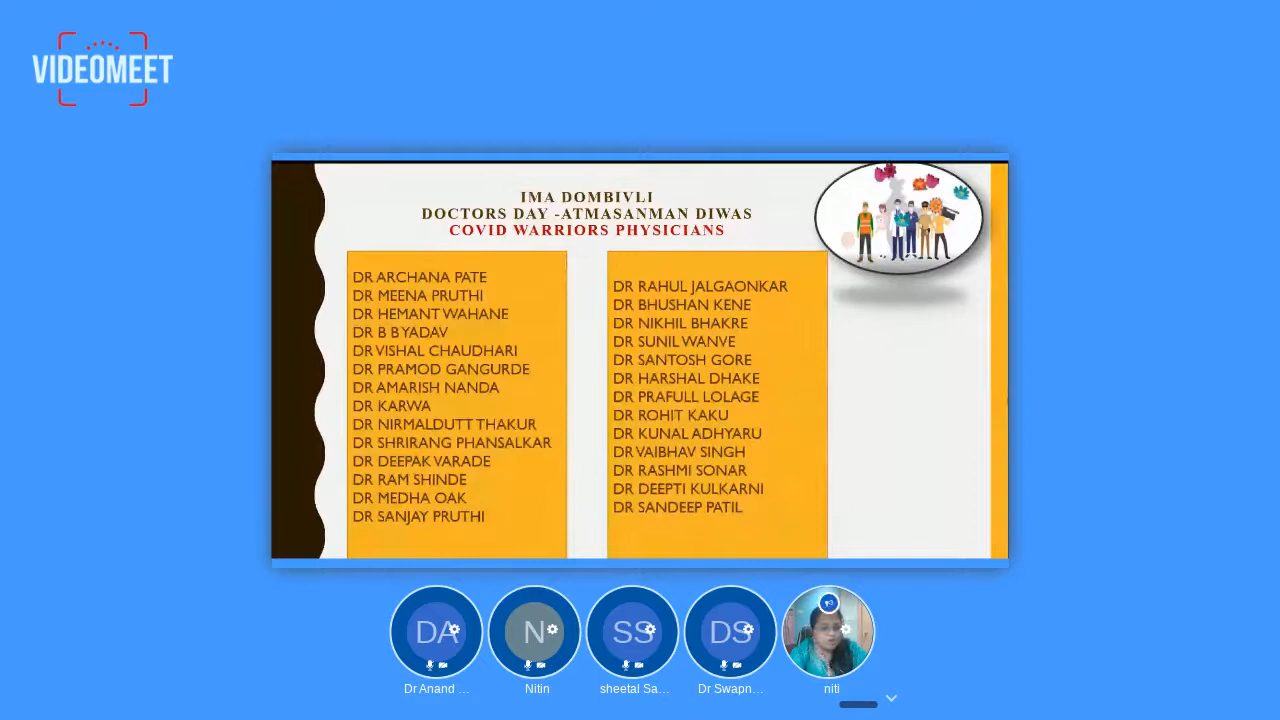 VIDEOMEET
IMA DOMBIVLI
DOCTORS DAY -ATMASANMAN DIWAS
COVID WARRIORS PHYSICIANS
DR ARCHANA PATE
DR MEENA PRUTHI
DR HEMANT WAHANE
DR B B YADAV
DR VISHAL CHAUDHARI
DR PRAMOD GANGURDE
DR AMARISH NANDA
DR KARWA
DR NIRMALDUTT THAKUR
DR SHRIRANG PHANSALKAR
DR DEEPAK VARADE
DR RAM SHINDE
DR MEDHA OAK
DR SANJAY PRUTHI
DR RAHUL JALGAONKAR
DR BHUSHAN KENE
DR NIKHIL BHAKRE
DR SUNIL WANVE
DR SANTOSH GORE
DR HARSHAL DHAKE
DR PRAFULL LOLAGE
DR ROHIT KAKU
DR KUNAL ADHYARU
DR VAIBHAV SINGH
DR RASHMI SONAR
DR DEEPTI KULKARNI
DR SANDEEP PATIL
DA N SS DS
Dr Anand ... Nitin sheetal Sa... Dr Swapn... niti